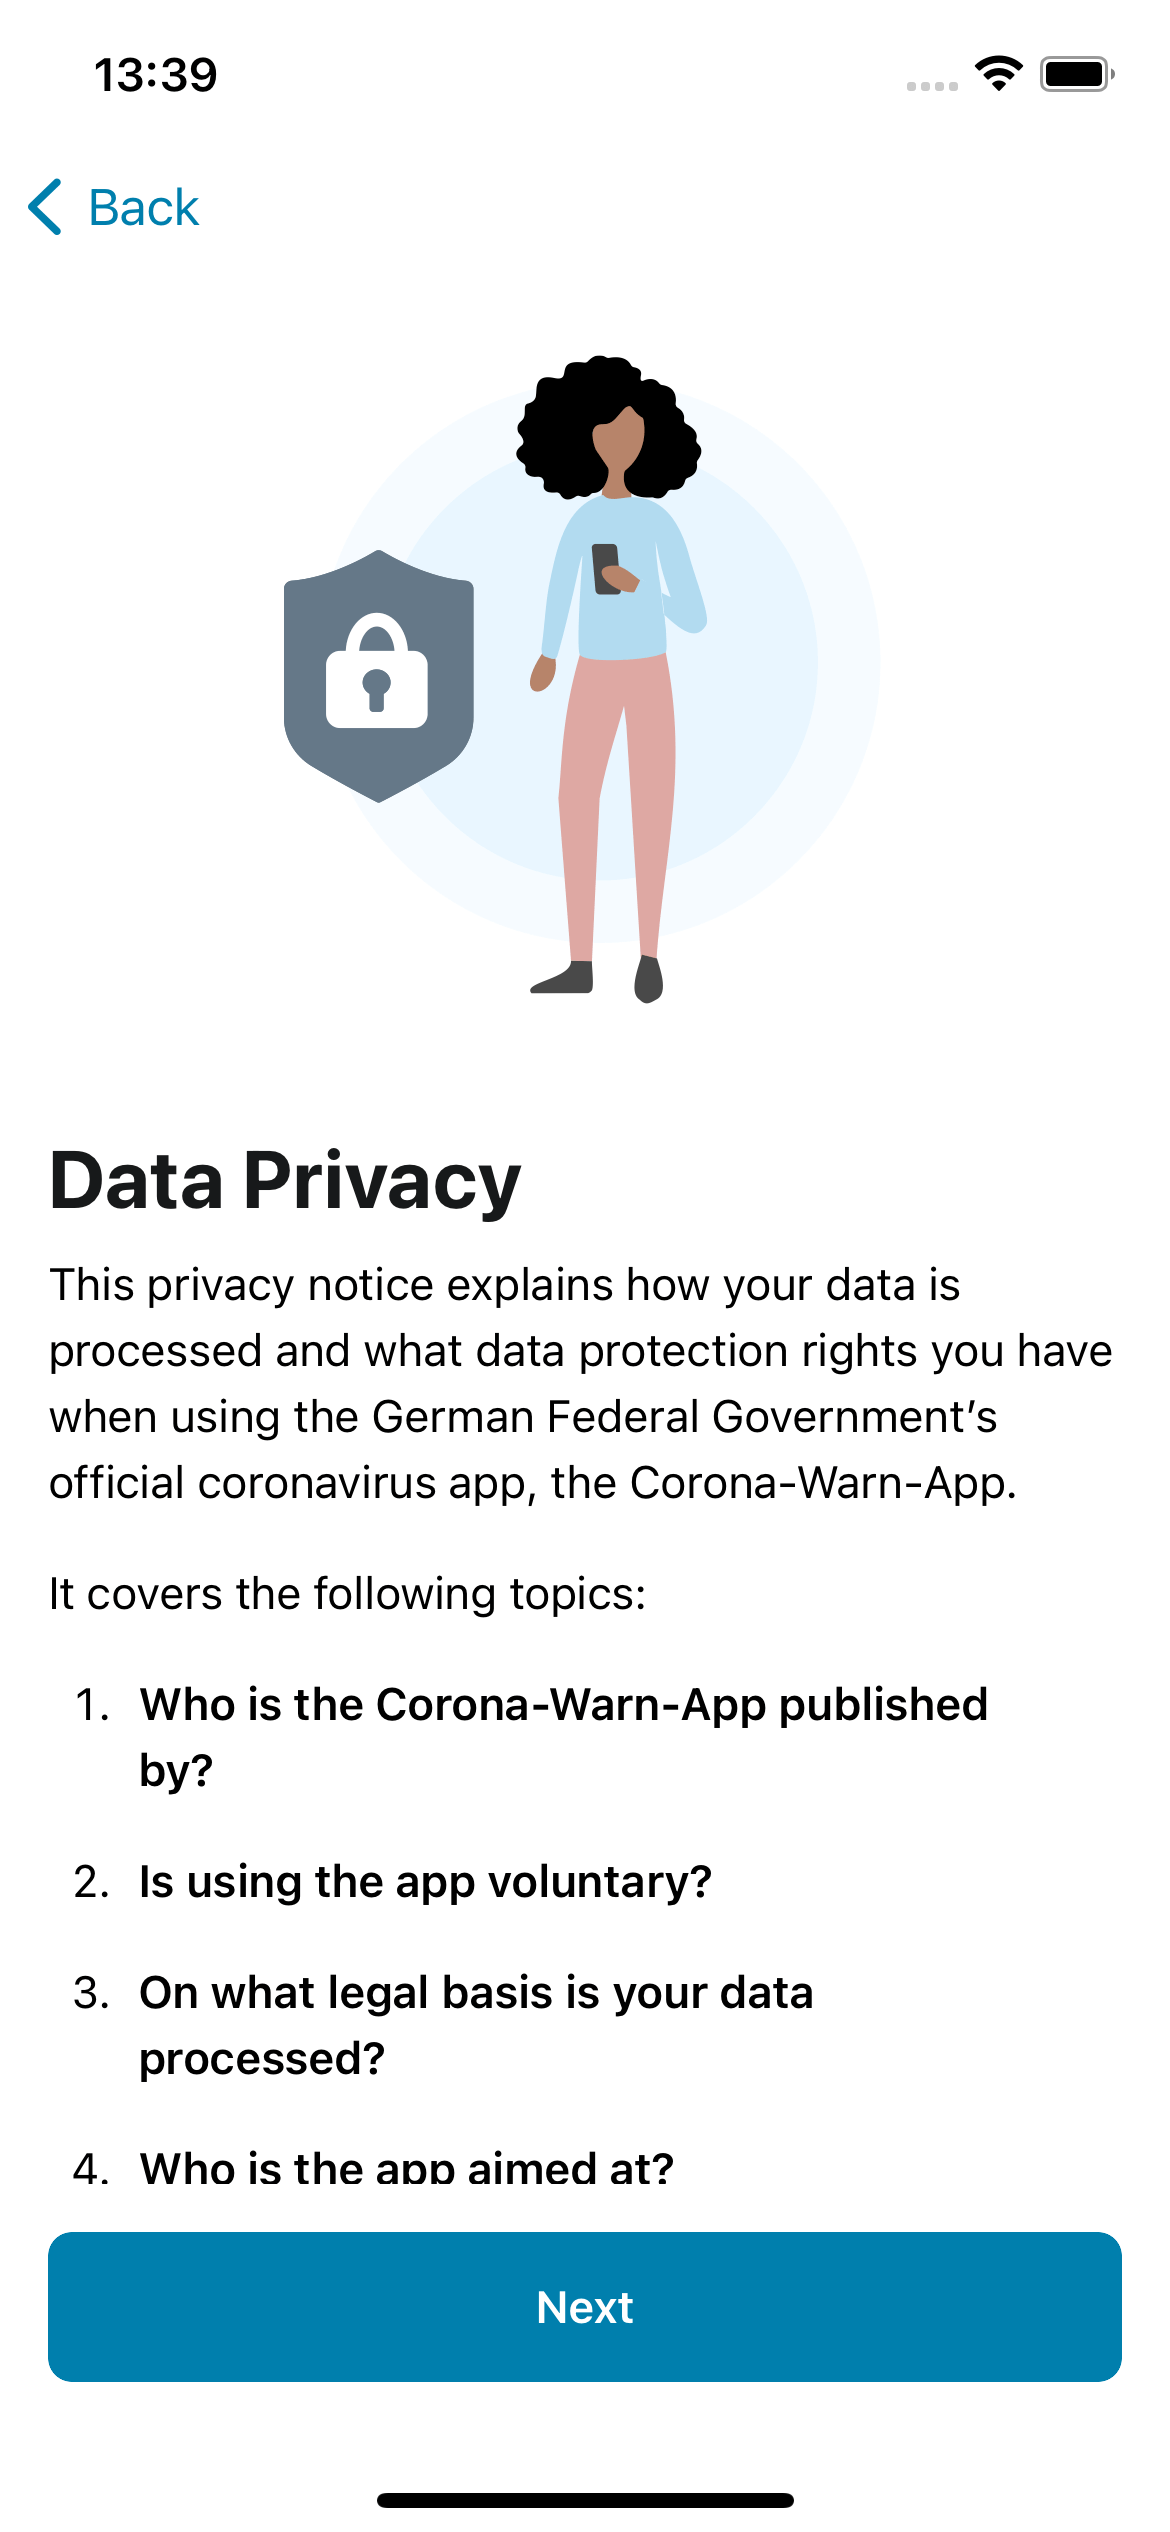 13:39
Back
Data Privacy
This privacy notice explains how your data is
processed and what data protection rights you have
when using the German Federal Government’s
official coronavirus app, the Corona-Warn-App.
It covers the following topics:
1. Who is the Corona-Warn-App published
by?
2. Is using the app voluntary?
3. On what legal basis is your data
processed?
4. Who is the app aimed at?
Next